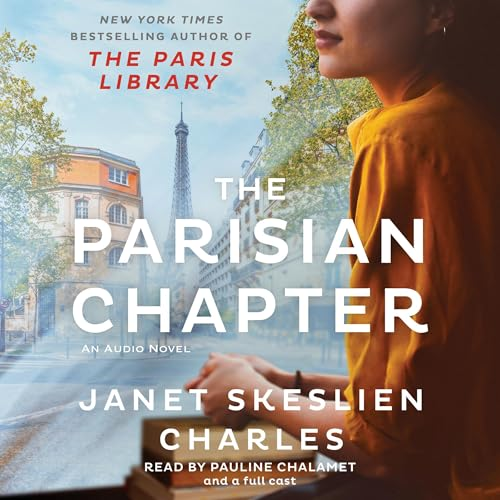 NEW YORK TIMES
BESTSELLING AUTHOR OF
THE PARIS
LIBRARY
THE
PARISIAN
CHAPTER
AN AUDIO NOVEL
JANET SKESLIEN
CHARLES
READ BY PAULINE CHALAMET
and a full cast